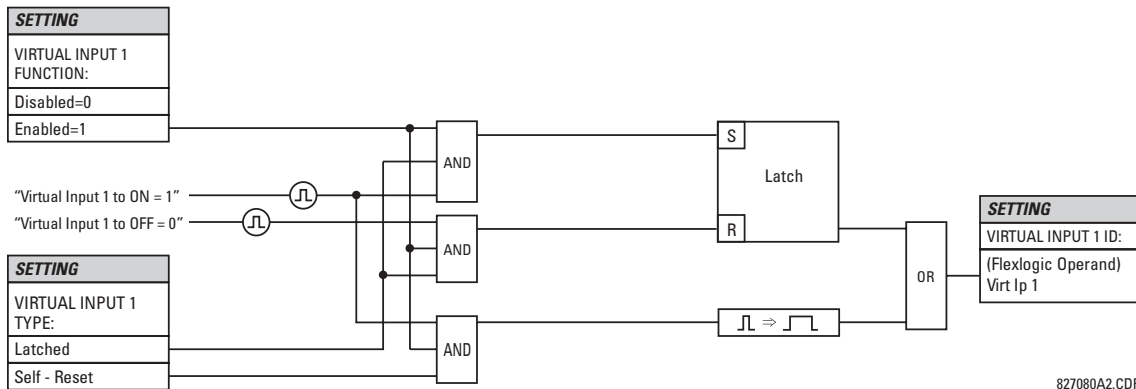 SETTING
VIRTUAL INPUT 1
FUNCTION:
Disabled=0
Enabled=1
“Virtual Input 1 to ON = 1”
“Virtual Input 1 to OFF = 0”
SETTING
VIRTUAL INPUT 1
TYPE:
Latched
Self - Reset
AND
AND
AND
S
Latch
R
OR
SETTING
VIRTUAL INPUT 1 ID:
(Flexlogic Operand)
Virt Ip 1
827080A2.CDR